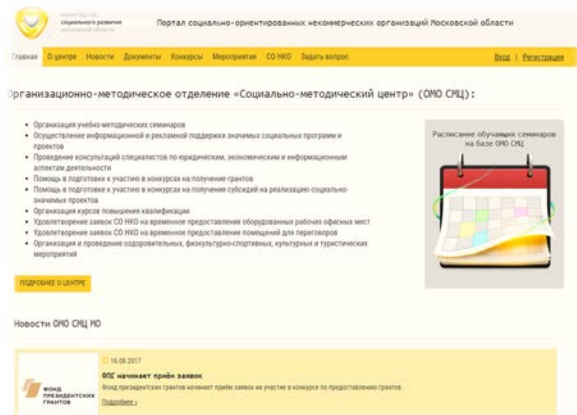 министерство
социального развития
московской области
Портал социально-ориентированных некоммерческих организаций Московской области
Главная О центре Новости Документы Конкурсы Мероприятия СО НКО Задать вопрос Вход | Регистрация
Организационно-методическое отделение «Социально-методический центр» (ОМО СМЦ):
• Организация учебно-методических семинаров
• Осуществление информационной и рекламной поддержки значимых социальных программ и
проектов
• Проведение консультаций специалистов по юридическим, экономическим и информационным
аспектам деятельности
• Помощь в подготовке к участию в конкурсах на получение грантов
• Помощь в подготовке к участию в конкурсах на получение субсидий на реализацию социально-
значимых проектов
• Организация курсов повышения квалификации
• Удовлетворение заявок СО НКО на временное предоставление оборудованных рабочих офисных мест
• Удовлетворение заявок СО НКО на временное предоставление помещений для переговоров
• Организация и проведение оздоровительных, физкультурно-спортивных, культурных и туристических
мероприятий
Расписание обучающих семинаров
на базе ОМО СМЦ
ПОДРОБНЕЕ О ЦЕНТРЕ
Новости ОМО СМЦ МО
16.08.2017
ФПГ начинает приём заявок
Фонд президентских грантов начинает приём заявок на участие в конкурсе по предоставлению грантов.
Подробнее »
ФОНД
ПРЕЗИДЕНТСКИХ
ГРАНТОВ